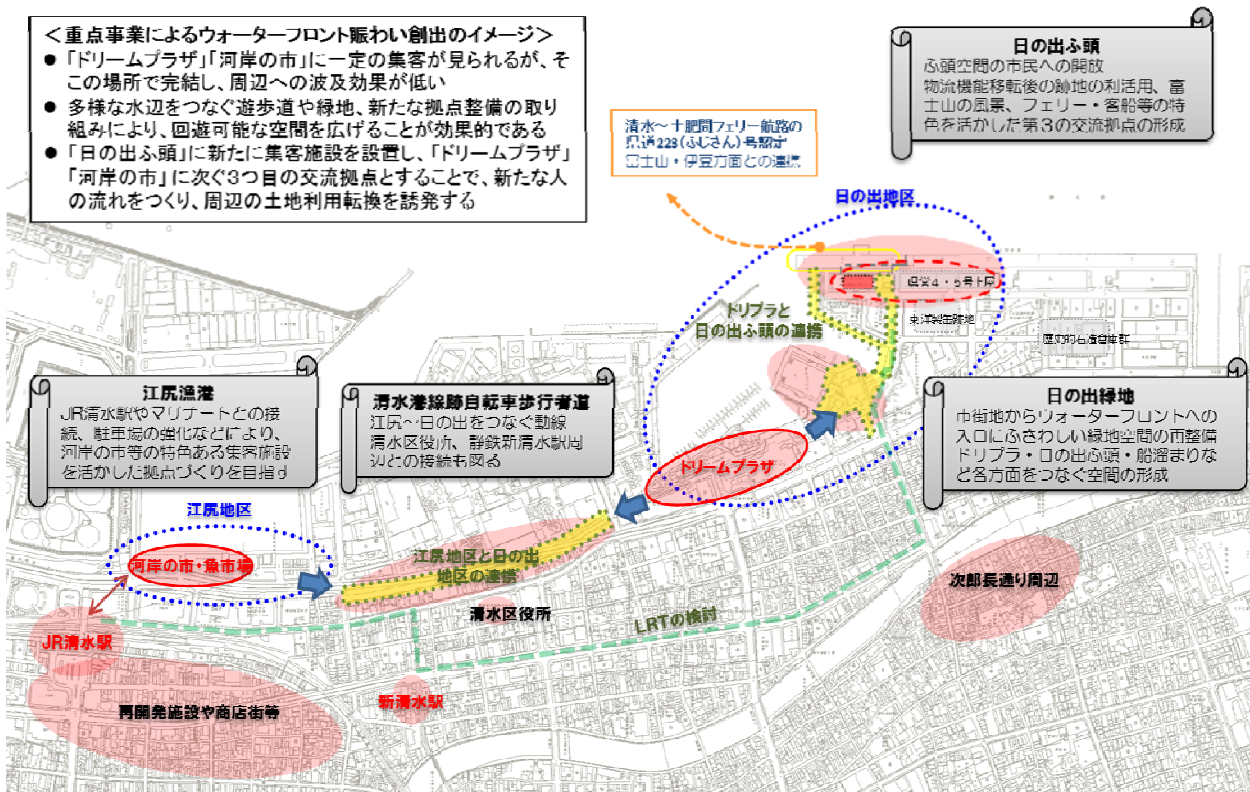 ＜重点事業によるウォーターフロント賑わい創出のイメージ＞
● 「ドリームプラザ」「河岸の市」に一定の集客が見られるが、そ
この場所で完結し、周辺への波及効果が低い
● 多様な水辺をつなぐ遊歩道や緑地、新たな拠点整備の取り
組みにより、回遊可能な空間を広げることが効果的である
● 「日の出ふ頭」に新たに集客施設を設置し、「ドリームプラザ」
「河岸の市」に次ぐ3つ目の交流拠点とすることで、新たな人
の流れをつくり、周辺の土地利用転換を誘発する
日の出ふ頭
ふ頭空間の市民への開放
物流機能移転後の跡地の利活用、富
士山の風景、フェリー・客船等の特
色を活かした第3の交流拠点の形成
清水～土肥間フェリー航路の
県道223(ふじさん)号認定
富士山・伊豆方面との連携
日の出地区
県営4・5号上屋
東洋製缶跡地
歴史的石造倉庫群
ドリプラと
日の出ふ頭の連携
江尻漁港
JR清水駅やマリナートとの接
続、駐車場の強化などにより、
河岸の市等の特色ある集客施設
を活かした拠点づくりを目指す
清水港線跡自転車歩行者道
江尻～日の出をつなぐ動線
清水区役所、静鉄新清水駅周
辺との接続も図る
日の出緑地
市街地からウォーターフロントへの
入口にふさわしい緑地空間の再整備
ドリプラ・日の出ふ頭・船溜まりな
ど各方面をつなぐ空間の形成
ドリームプラザ
江尻地区
河岸の市・魚市場
江尻地区と日の出
地区の連携
次郎長通り周辺
清水区役所
LRTの検討
JR清水駅
新清水駅
再開発施設や商店街等